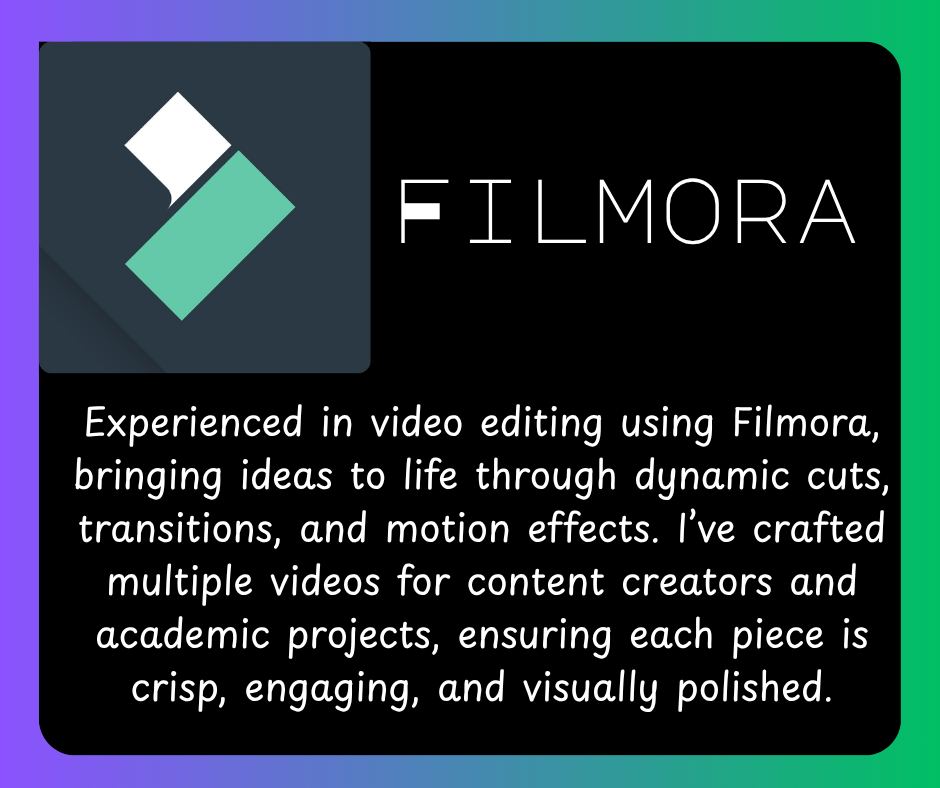 FILMORA
Experienced in video editing using Filmora,
bringing ideas to life through dynamic cuts,
transitions, and motion effects. I’ve crafted
multiple videos for content creators and
academic projects, ensuring each piece is
crisp, engaging, and visually polished.